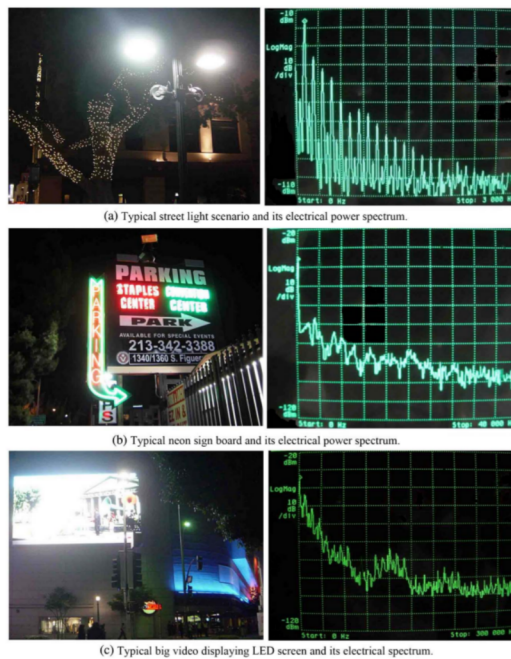 -10
dBm
LogMag
10
dB
/div
-110
dBm
Start: 0 Hz
Stop: 3 000 Hz
(a) Typical street light scenario and its electrical power spectrum.
PARKING
STAPLES CENTER
CONVENTION CENTER
PARK
AVAILABLE FOR SPECIAL EVENTS
213-342-3388
1340/1360 S. Figuer
PARKING
-20
dBm
LogMag
10
dB
/div
-120
dBm
Start: 0 Hz
Stop: 40 000 Hz
(b) Typical neon sign board and its electrical power spectrum.
-20
dBm
LogMag
10
dB
/div
-120
dBm
Start: 0 Hz
Stop: 300 000 Hz
(c) Typical big video displaying LED screen and its electrical spectrum.